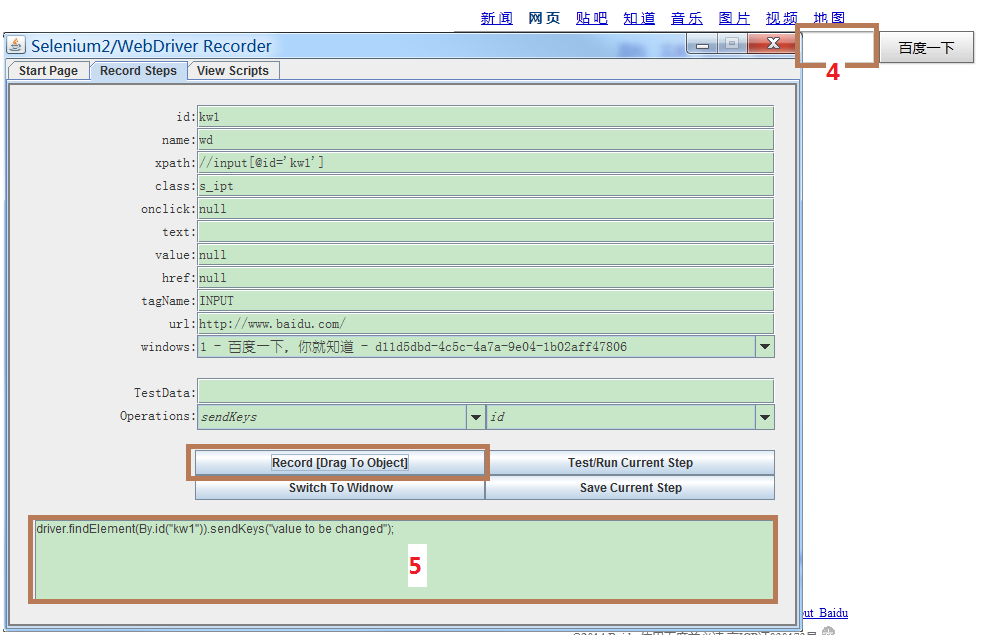 新闻 网页 贴吧 知道 音乐 图片 视频 地图
Selenium2/WebDriver Recorder
百度一下
4
Start Page Record Steps View Scripts
id: kw1
name: wd
xpath: //input[@id='kw1']
class: s_ipt
onclick: null
text:
value: null
href: null
tagName: INPUT
url: http://www.baidu.com/
windows: 1 - 百度一下，你就知道 - d11d5dbd-4c5c-4a7a-9e04-1b02aff47806
TestData:
Operations: sendKeys id
Record [Drag To Object] Test/Run Current Step
Switch To Widnow Save Current Step
driver.findElement(By.id("kw1")).sendKeys("value to be changed");
5
ut Baidu